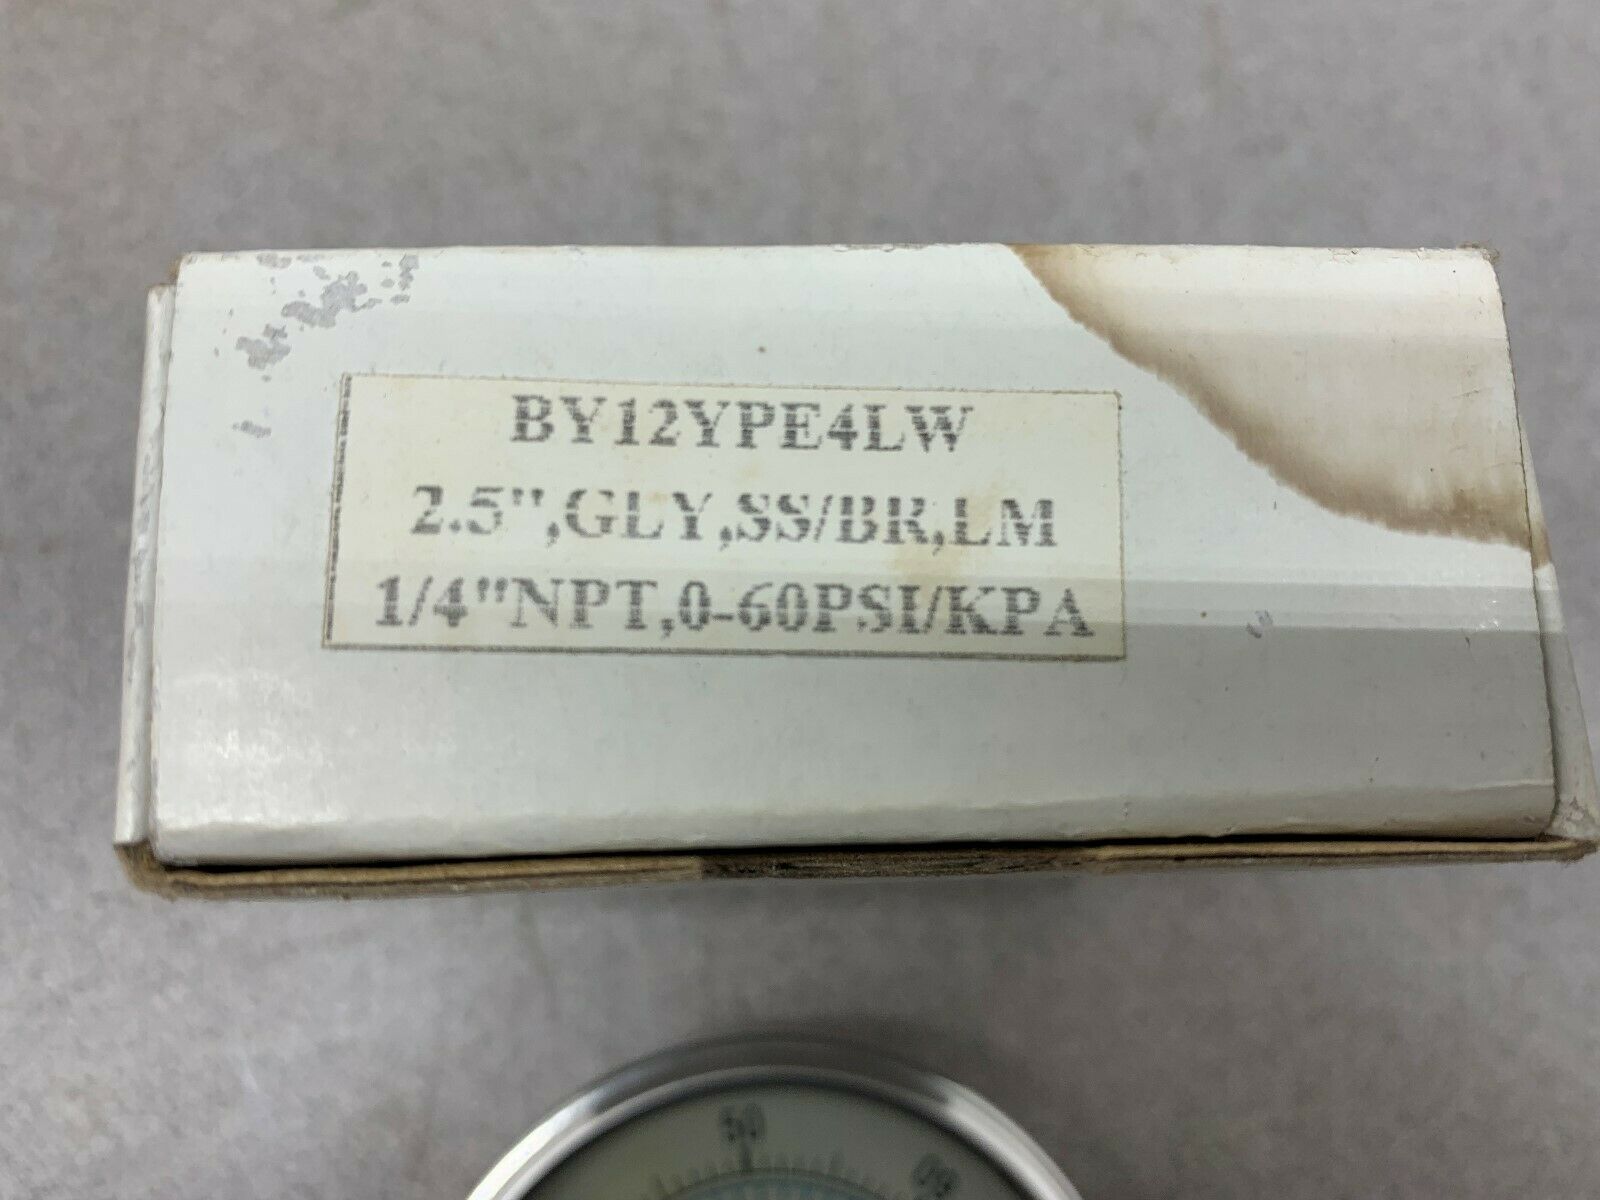 BY12YPE4LW
2.5",GLY,SS/BR,LM
1/4"NPT,0-60PSI/KPA